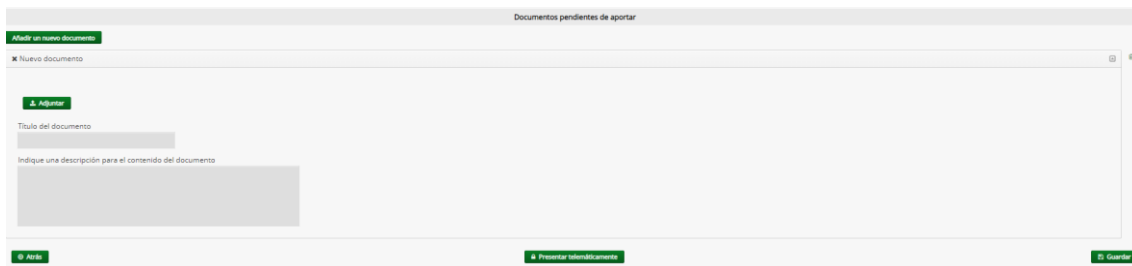 Documentos pendientes de aportar
Añadir un nuevo documento
Nuevo documento
Adjuntar
Título del documento
Indique una descripción para el contenido del documento
Atrás
Presentar telemáticamente
Guardar